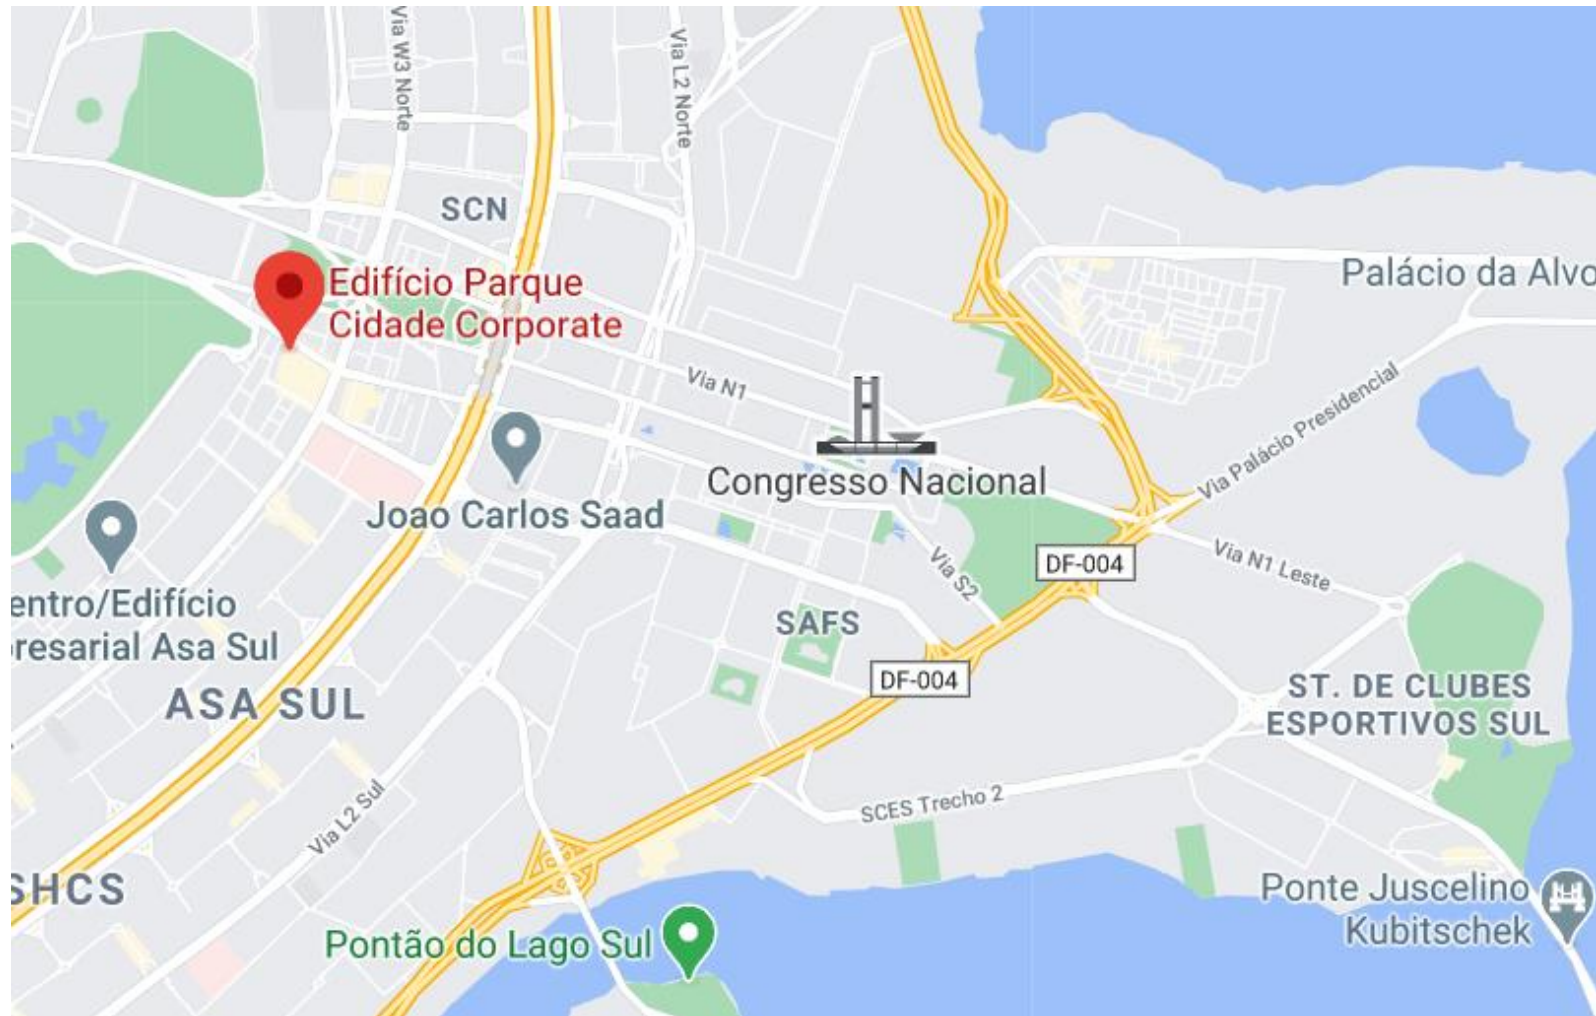 Via W3 Norte
Via L2 Norte
SCN
Edifício Parque
Cidade Corporate
Palácio da Alvo
Via N1
Via Palácio Presidencial
Congresso Nacional
Joao Carlos Saad
DF-004
Via S2
Via N1 Leste
entro/Edifício
resarial Asa Sul
SAFS
DF-004
ASA SUL
ST. DE CLUBES
ESPORTIVOS SUL
Via L2 Sul
SCES Trecho 2
SHCS
Ponte Juscelino
Kubitschek
Pontão do Lago Sul